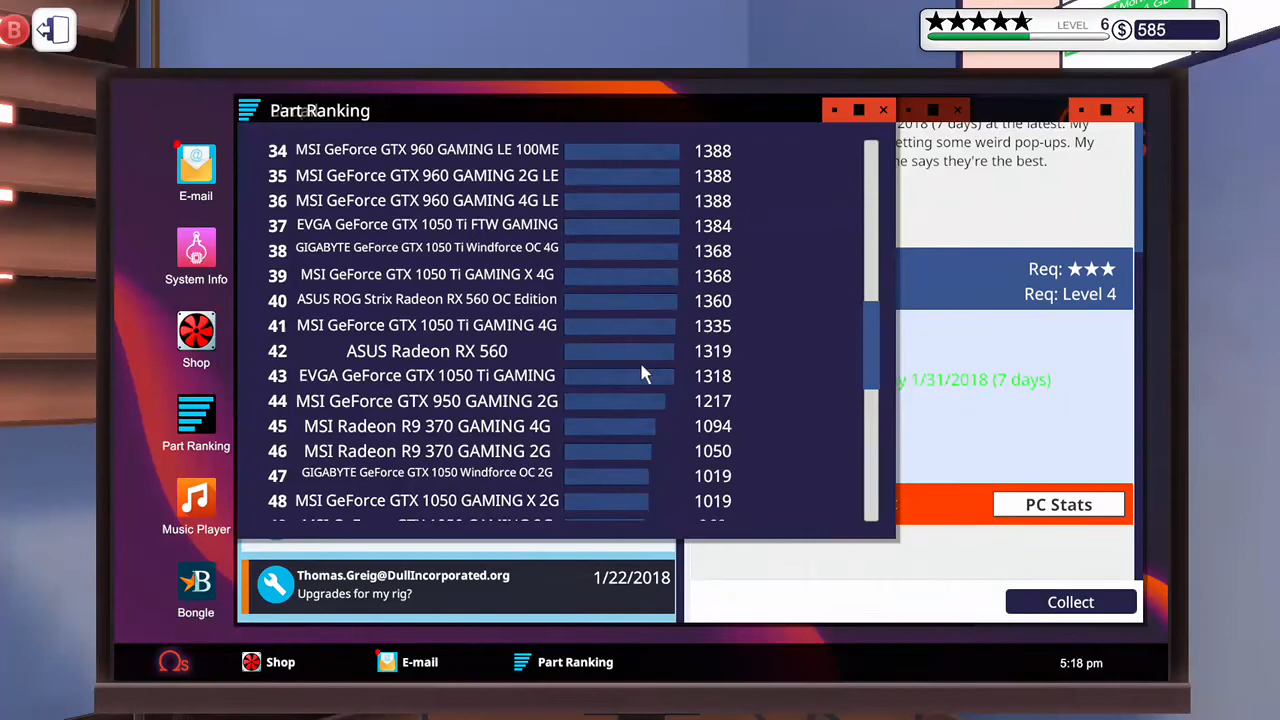 B
LEVEL 6
$ 585
Part Ranking
34 MSI GeForce GTX 960 GAMING LE 100ME 1388
35 MSI GeForce GTX 960 GAMING 2G LE 1388
36 MSI GeForce GTX 960 GAMING 4G LE 1388
37 EVGA GeForce GTX 1050 Ti FTW GAMING 1384
38 GIGABYTE GeForce GTX 1050 Ti Windforce OC 4G 1368
39 MSI GeForce GTX 1050 Ti GAMING X 4G 1368
40 ASUS ROG Strix Radeon RX 560 OC Edition 1360
41 MSI GeForce GTX 1050 Ti GAMING 4G 1335
42 ASUS Radeon RX 560 1319
43 EVGA GeForce GTX 1050 Ti GAMING 1318
44 MSI GeForce GTX 950 GAMING 2G 1217
45 MSI Radeon R9 370 GAMING 4G 1094
46 MSI Radeon R9 370 GAMING 2G 1050
47 GIGABYTE GeForce GTX 1050 Windforce OC 2G 1019
48 MSI GeForce GTX 1050 GAMING X 2G 1019
2018 (7 days) at the latest. My
etting some weird pop-ups. My
e says they're the best.
Req: ★★★
Req: Level 4
1/31/2018 (7 days)
PC Stats
Collect
Thomas.Greig@DullIncorporated.org 1/22/2018
Upgrades for my rig?
E-mail
System Info
Shop
Part Ranking
Music Player
Bongle
Ωs
Shop
E-mail
Part Ranking
5:18 pm